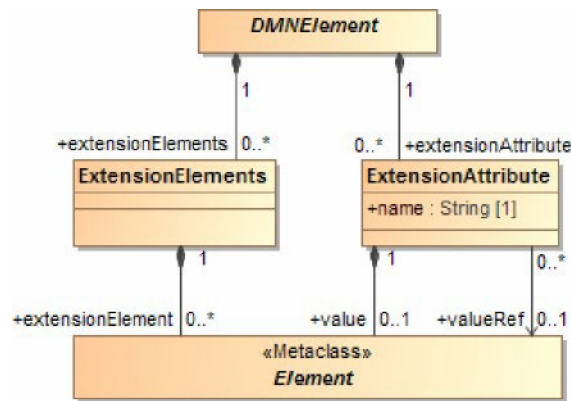 DMNElement
1
1
+extensionElements 0..*
0..* +extensionAttribute
ExtensionElements
ExtensionAttribute
+name : String [1]
1
1
0..*
+extensionElement 0..*
+value 0..1
+valueRef 0..1
«Metaclass»
Element